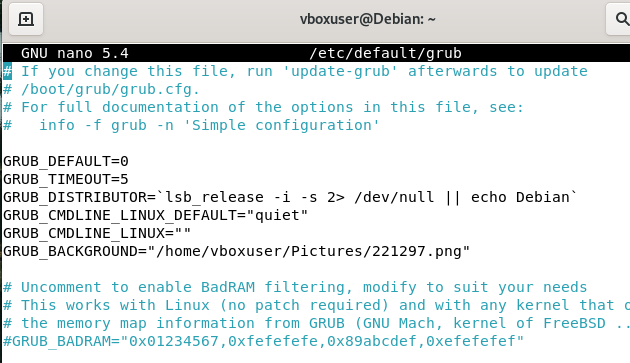 vboxuser@Debian: ~
GNU nano 5.4 /etc/default/grub
# If you change this file, run 'update-grub' afterwards to update
# /boot/grub/grub.cfg.
# For full documentation of the options in this file, see:
#   info -f grub -n 'Simple configuration'
GRUB_DEFAULT=0
GRUB_TIMEOUT=5
GRUB_DISTRIBUTOR=`lsb_release -i -s 2> /dev/null || echo Debian`
GRUB_CMDLINE_LINUX_DEFAULT="quiet"
GRUB_CMDLINE_LINUX=""
GRUB_BACKGROUND="/home/vboxuser/Pictures/221297.png"
# Uncomment to enable BadRAM filtering, modify to suit your needs
# This works with Linux (no patch required) and with any kernel that
# the memory map information from GRUB (GNU Mach, kernel of FreeBSD ..
#GRUB_BADRAM="0x01234567,0xfefefefe,0x89abcdef,0xefefefef"